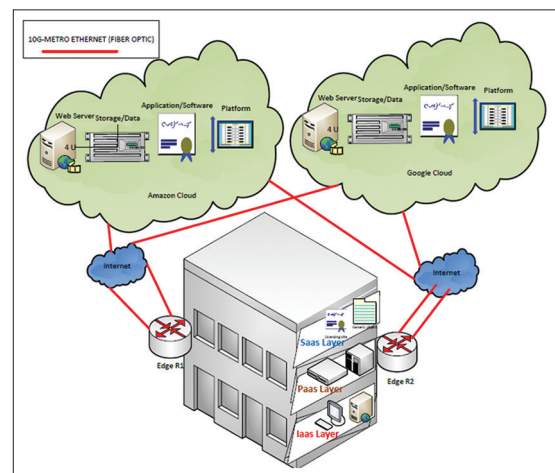 10G-METRO ETHERNET (FIBER OPTIC)
Application/Software
Web Server
Storage/Data
Platform
4 U
Amazon Cloud
Application/Software
Web Server
Storage/Data
Platform
4 U
Google Cloud
Internet
Internet
Edge R1
Edge R2
SaaS Layer
PaaS Layer
IaaS Layer